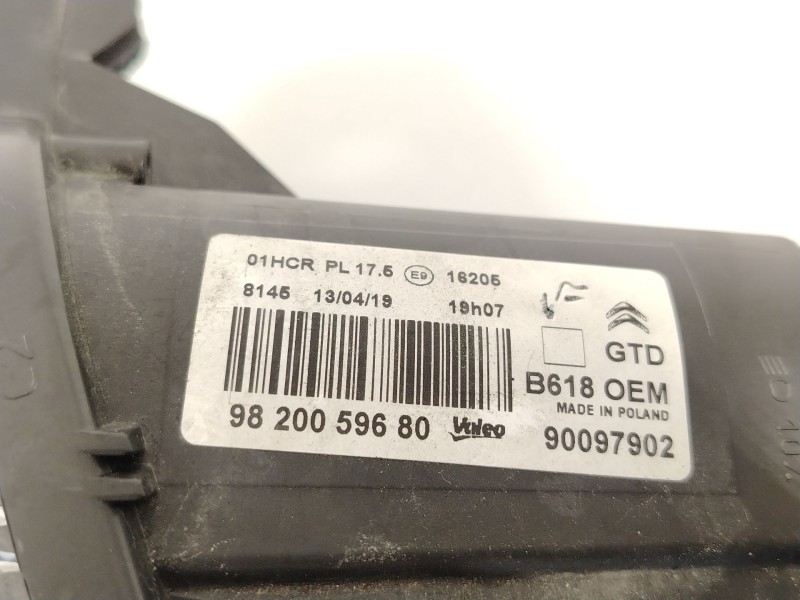 01HCR PL 17.5 E9 16205
8145 13/04/19 19h07
GTD
B618 OEM
MADE IN POLAND
98 200 596 80 Valeo 90097902